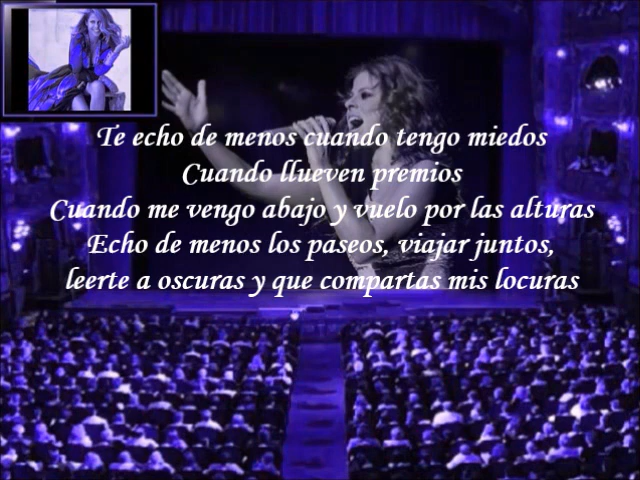 Te echo de menos cuando tengo miedos
Cuando llueven premios
Cuando me vengo abajo y vuelo por las alturas
Echo de menos los paseos, viajar juntos,
leerte a oscuras y que compartas mis locuras